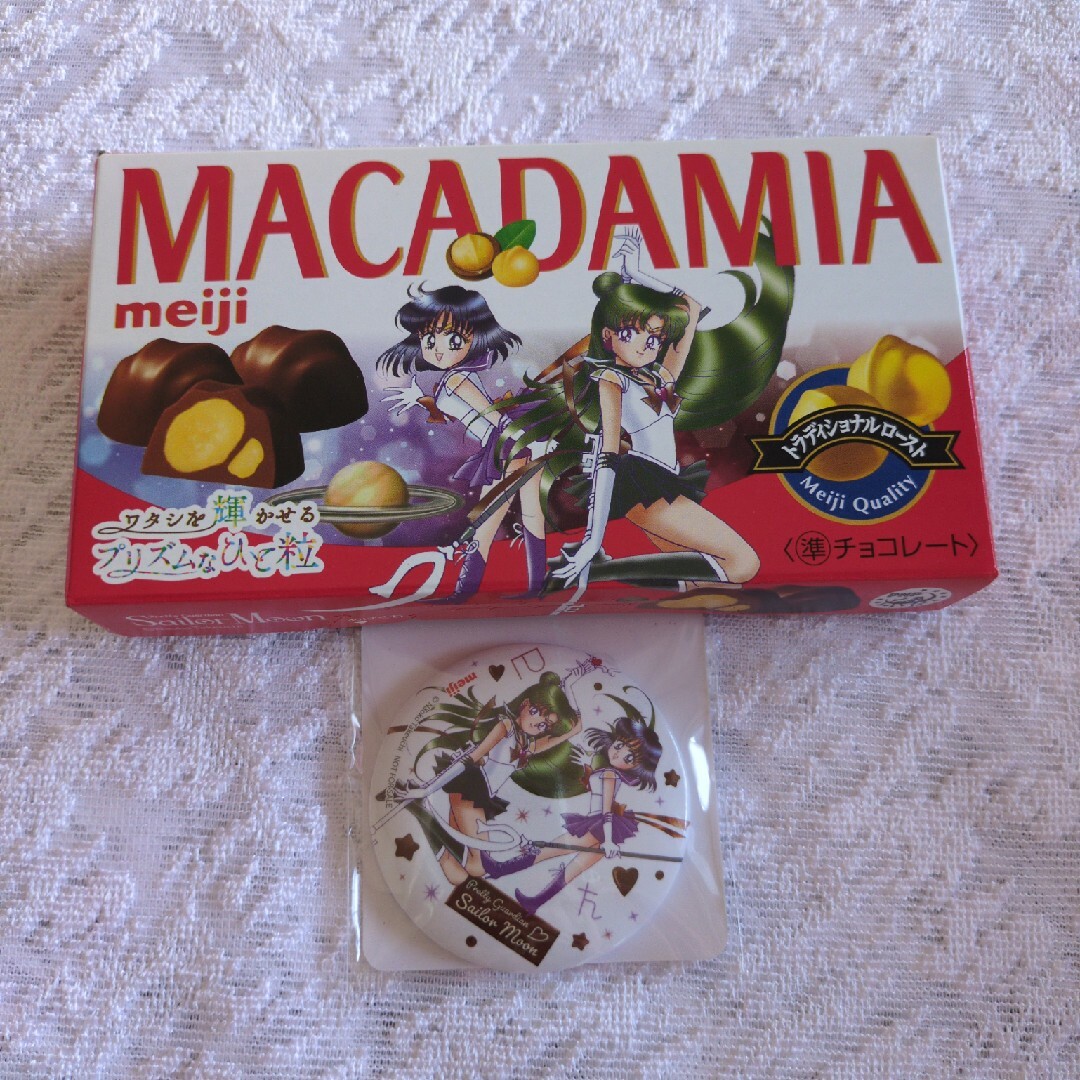 MACADAMIA
meiji
トラディショナルロースト
Meiji Quality
ワタシを輝かせる
プリズムなひと粒
〈準チョコレート〉
Sailor Moon
meiji
Pretty Guardian
Sailor Moon